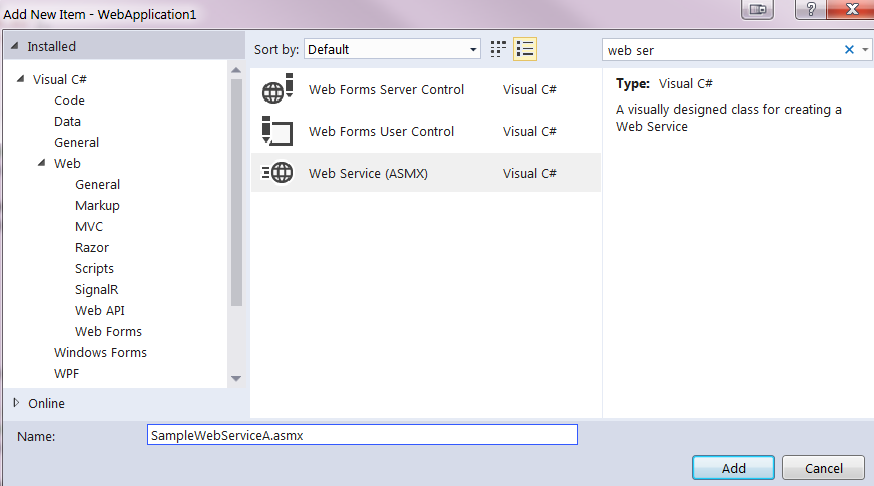 Add New Item - WebApplication1
?
Installed
Sort by: Default
web ser
Visual C#
Code
Data
General
Web
General
Markup
MVC
Razor
Scripts
SignalR
Web API
Web Forms
Windows Forms
WPF
Online
Web Forms Server Control Visual C#
Web Forms User Control Visual C#
Web Service (ASMX) Visual C#
Type: Visual C#
A visually designed class for creating a
Web Service
Name: SampleWebServiceA.asmx
Add Cancel